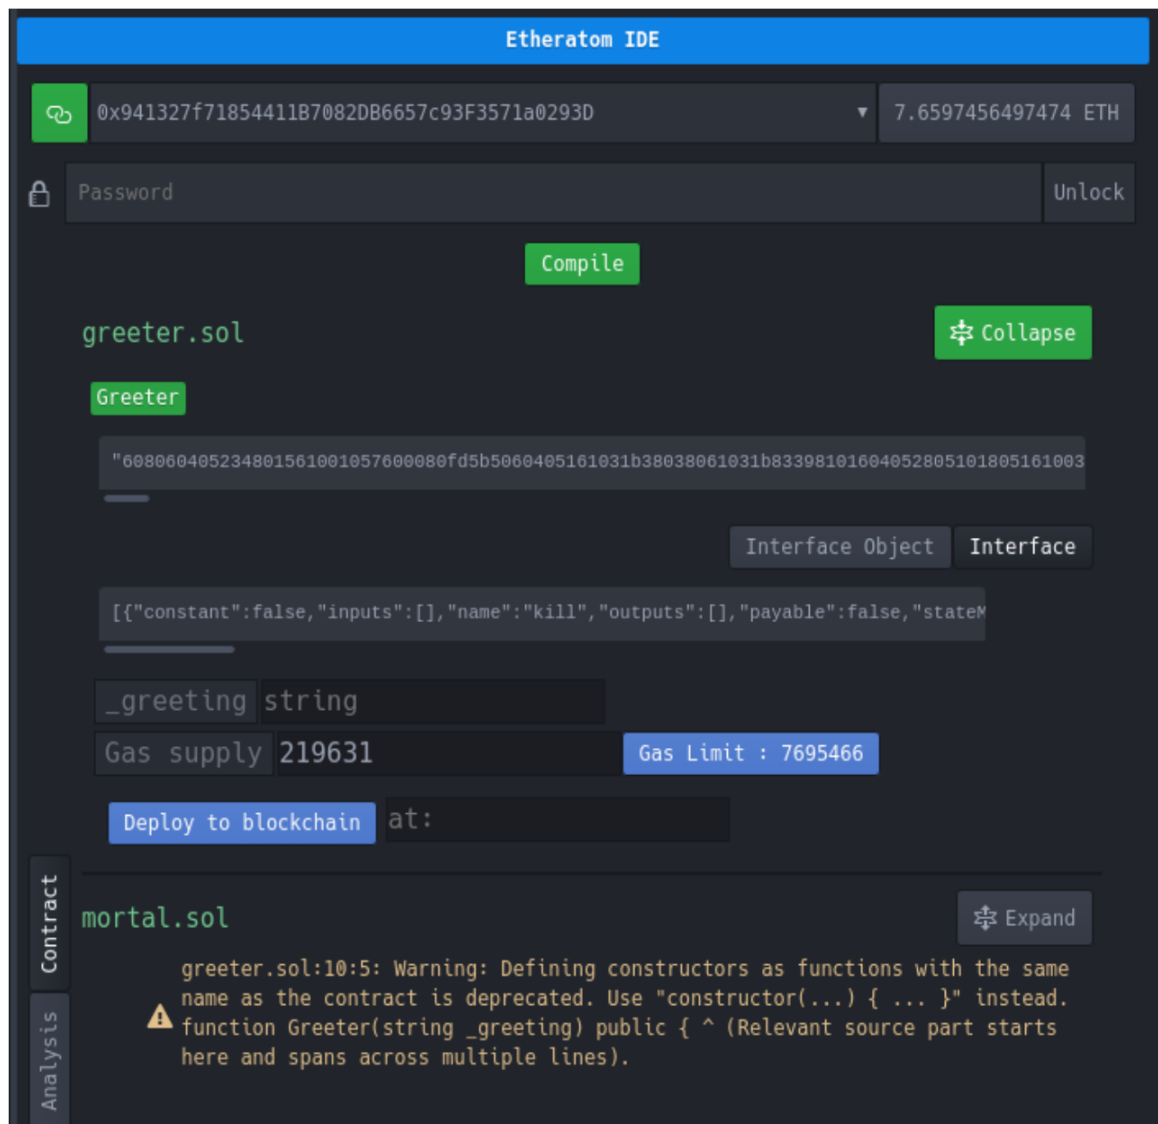 Etheratom IDE
0x941327f71854411B7082DB6657c93F3571a0293D ▼ 7.6597456497474 ETH
Password Unlock
Compile
greeter.sol Collapse
Greeter
"608060405234801561001057600080fd5b5060405161031b38038061031b83398101604052805101805161003
Interface Object Interface
[{"constant":false,"inputs":[],"name":"kill","outputs":[],"payable":false,"stateM
_greeting string
Gas supply 219631 Gas Limit : 7695466
Deploy to blockchain at:
Contract
mortal.sol Expand
greeter.sol:10:5: Warning: Defining constructors as functions with the same
name as the contract is deprecated. Use "constructor(...) { ... }" instead.
function Greeter(string _greeting) public { ^ (Relevant source part starts
here and spans across multiple lines).
Analysis